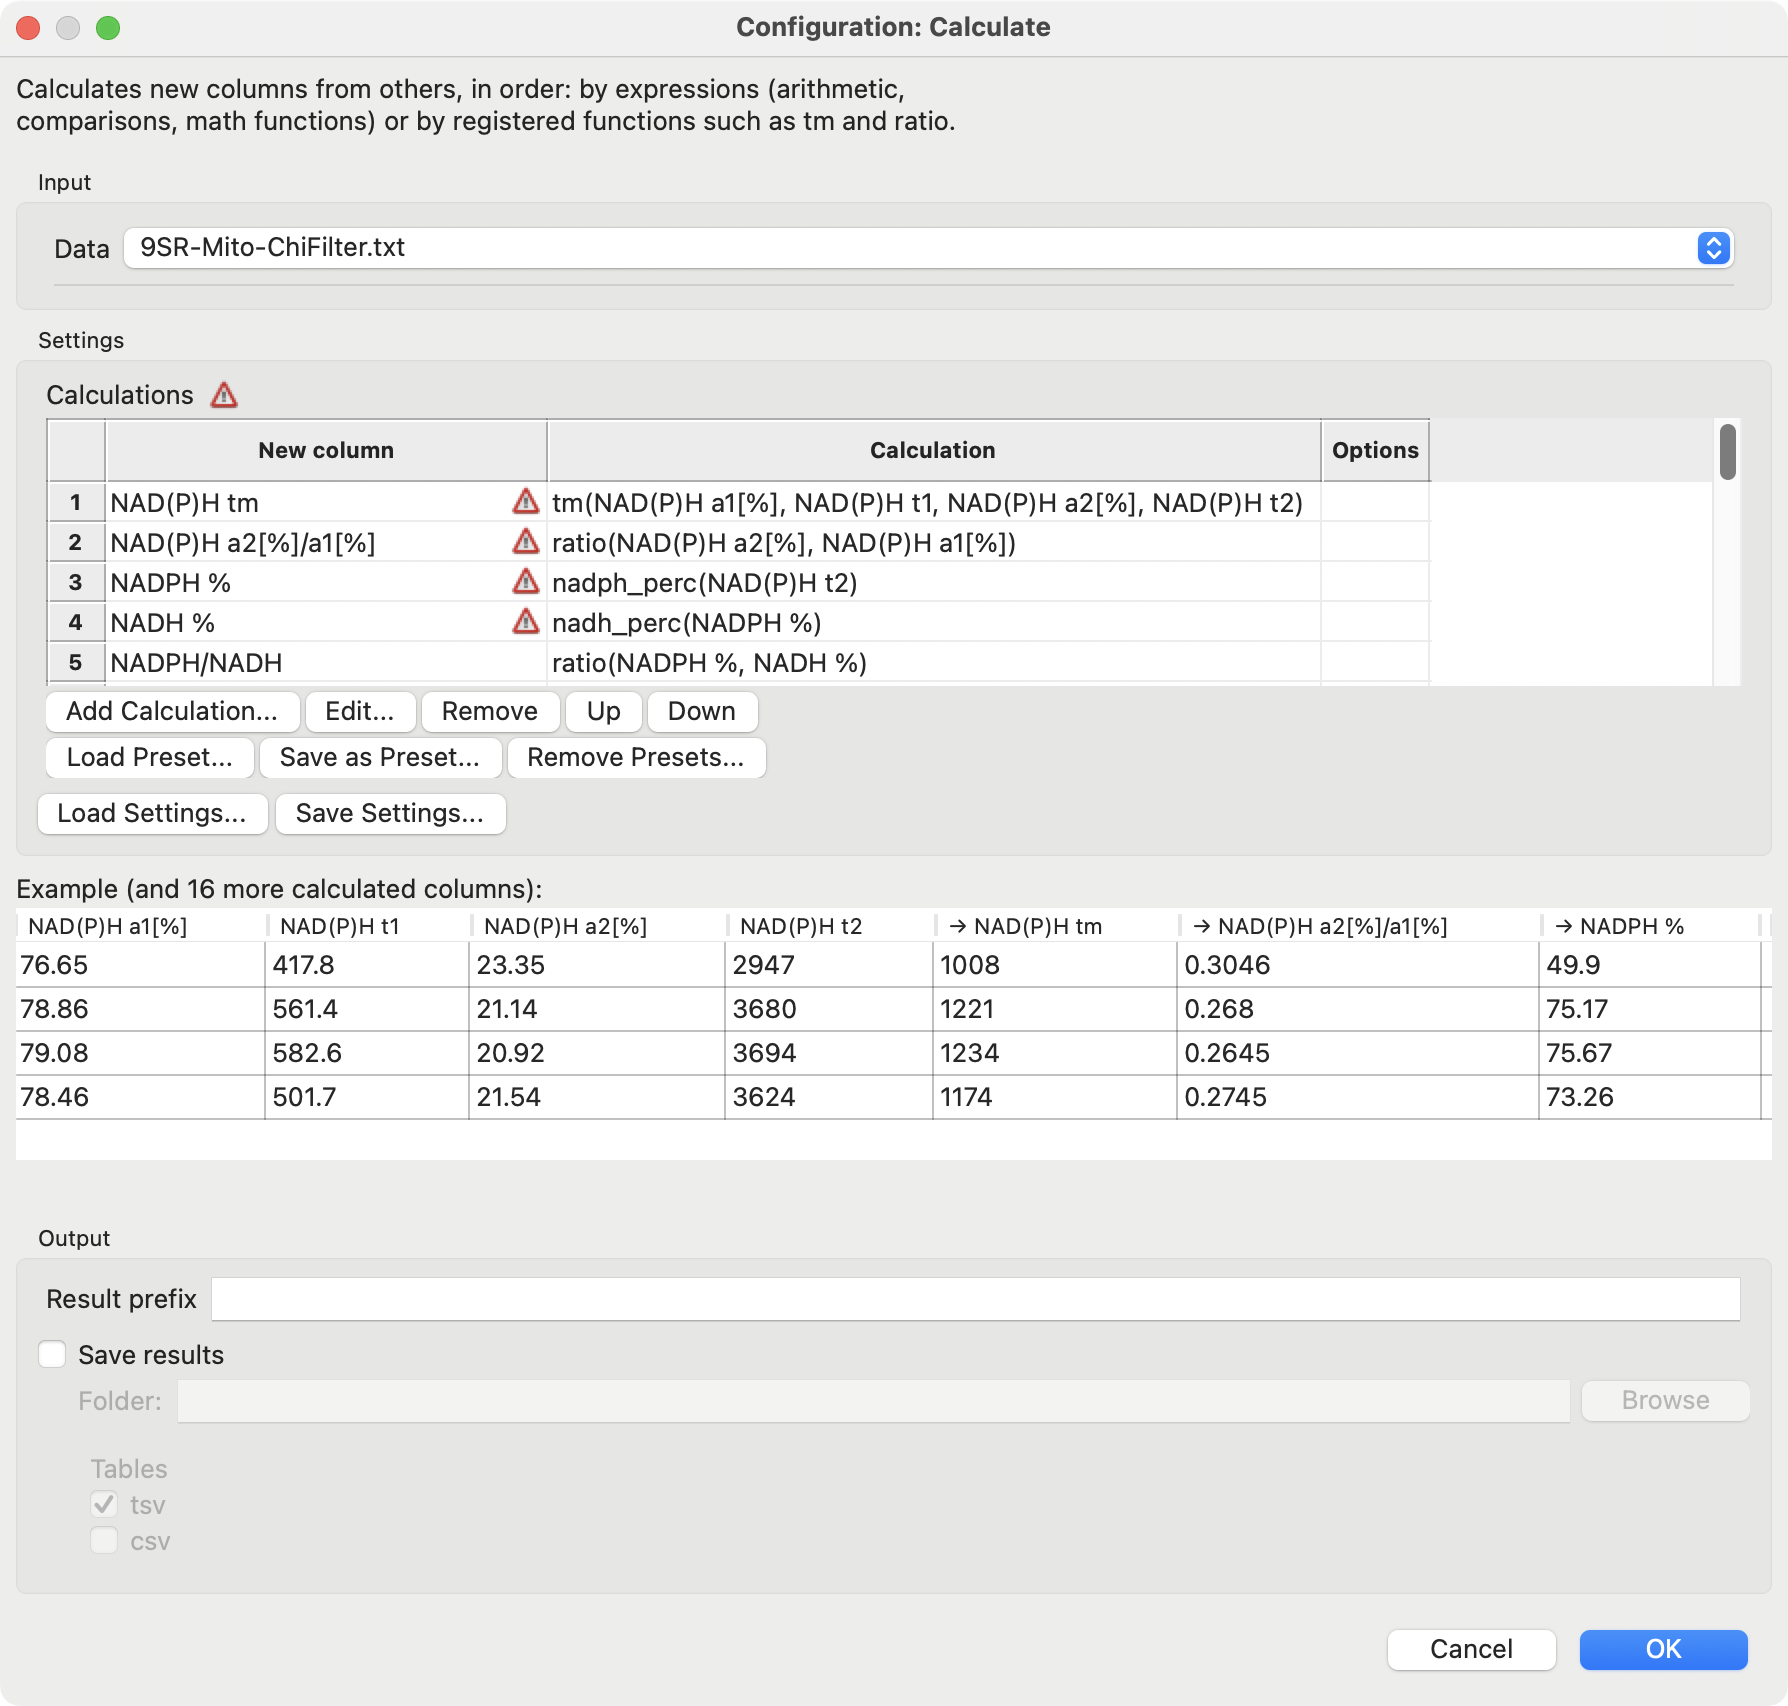 Configuration: Calculate
Calculates new columns from others, in order: by expressions (arithmetic,
comparisons, math functions) or by registered functions such as tm and ratio.
Input
Data 9SR-Mito-ChiFilter.txt
Settings
Calculations
New column Calculation Options
1 NAD(P)H tm tm(NAD(P)H a1[%], NAD(P)H t1, NAD(P)H a2[%], NAD(P)H t2)
2 NAD(P)H a2[%]/a1[%] ratio(NAD(P)H a2[%], NAD(P)H a1[%])
3 NADPH % nadph_perc(NAD(P)H t2)
4 NADH % nadh_perc(NADPH %)
5 NADPH/NADH ratio(NADPH %, NADH %)
Add Calculation... Edit... Remove Up Down
Load Preset... Save as Preset... Remove Presets...
Load Settings... Save Settings...
Example (and 16 more calculated columns):
NAD(P)H a1[%] NAD(P)H t1 NAD(P)H a2[%] NAD(P)H t2 → NAD(P)H tm → NAD(P)H a2[%]/a1[%] → NADPH %
76.65 417.8 23.35 2947 1008 0.3046 49.9
78.86 561.4 21.14 3680 1221 0.268 75.17
79.08 582.6 20.92 3694 1234 0.2645 75.67
78.46 501.7 21.54 3624 1174 0.2745 73.26
Output
Result prefix
Save results
Folder: Browse
Tables
tsv
csv
Cancel OK